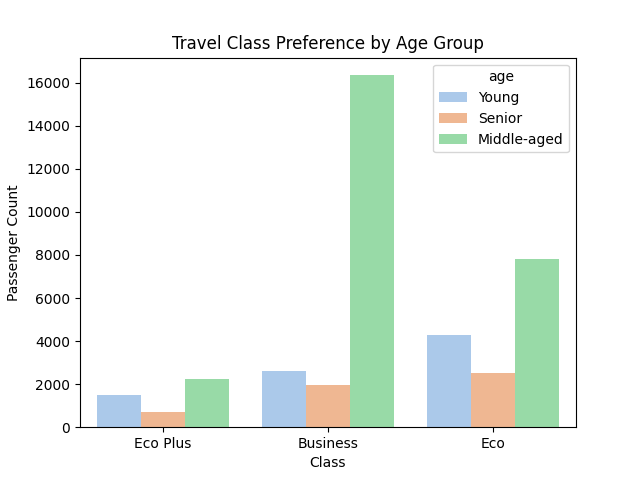 Travel Class Preference by Age Group
age
Young
Senior
Middle-aged
Passenger Count
16000
14000
12000
10000
8000
6000
4000
2000
0
Eco Plus
Business
Eco
Class